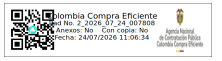 Colombia Compra Eficiente
Rad No. 2_2026_07_24_007808
Anexos: No Con copia: No
Fecha: 24/07/2026 11:06:34
Agencia Nacional
de Contratación Pública
Colombia Compra Eficiente